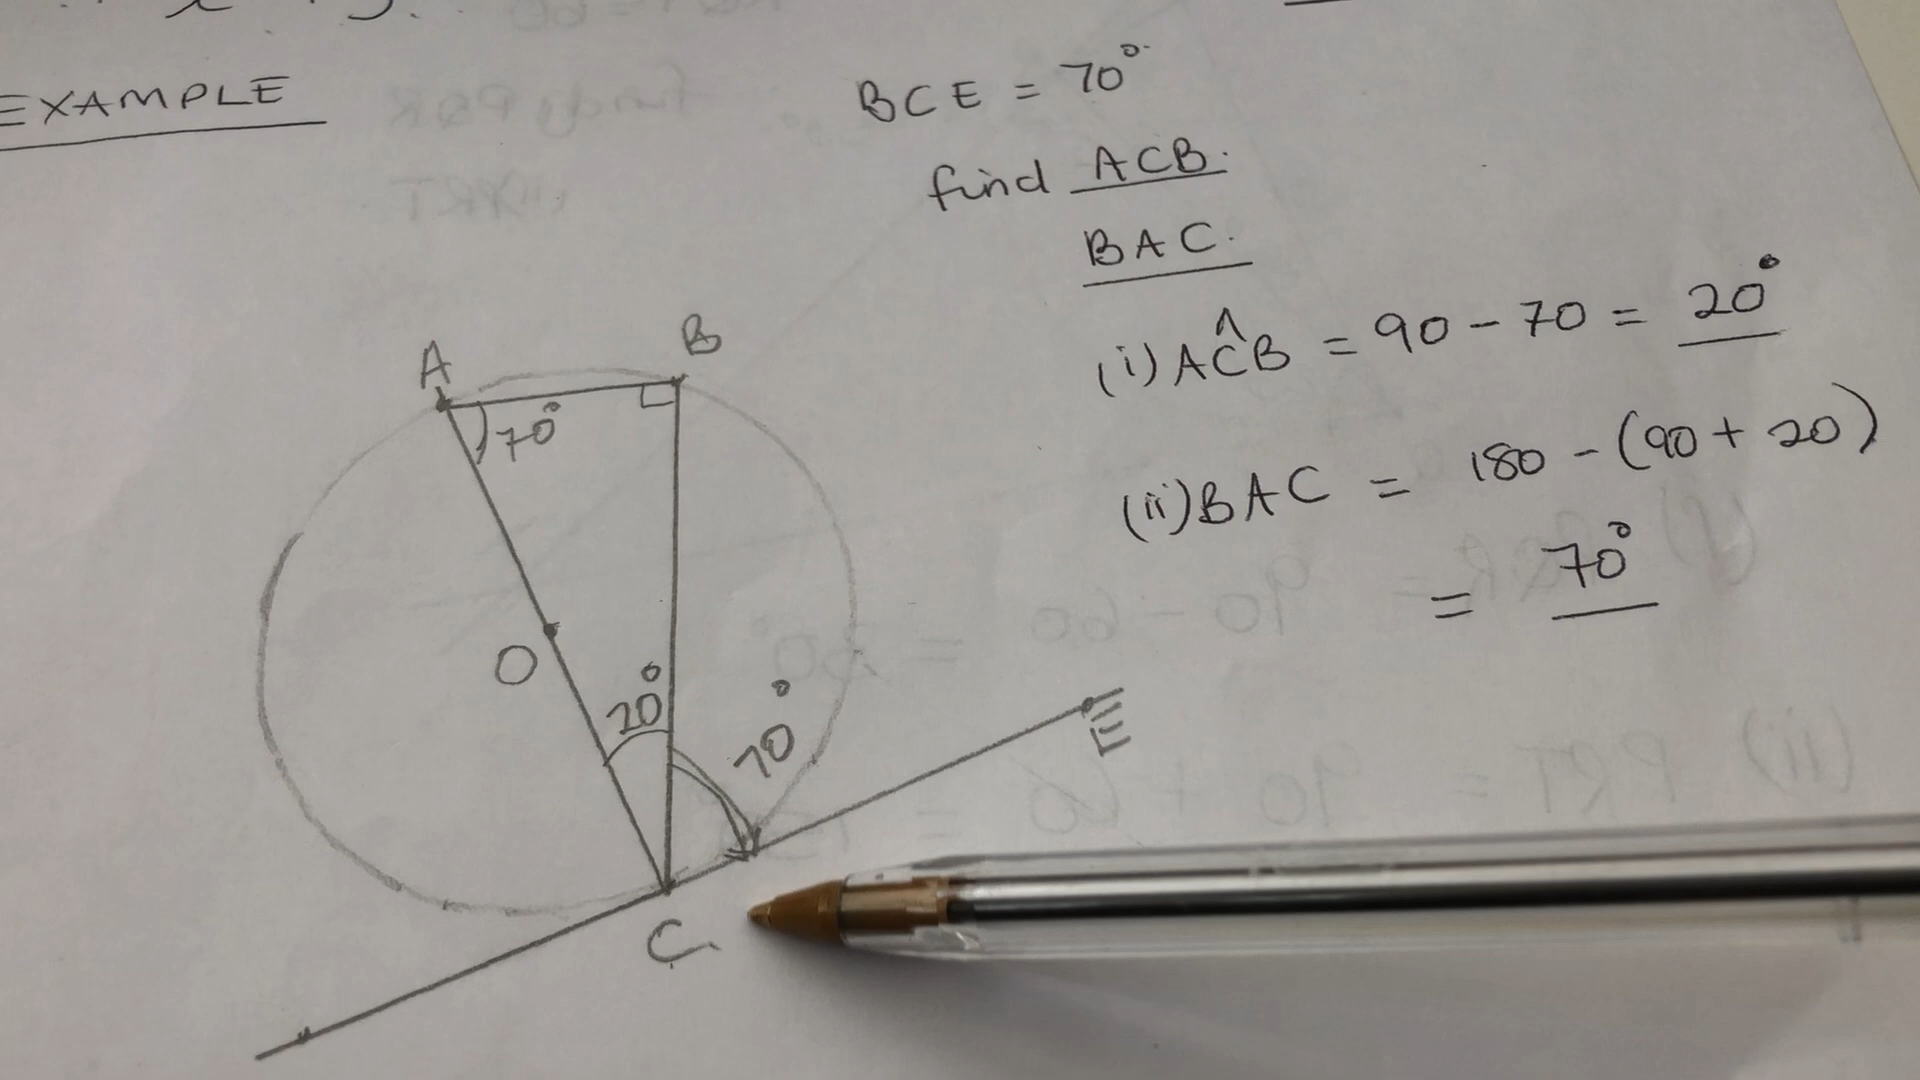 EXAMPLE
BCE = 70°
find ACB.
BAC.
(i) AĈB = 90 - 70 = 20°
(ii) BAC = 180 - (90 + 20)
= 70°
A
B
70°
O
20°
70°
E
C